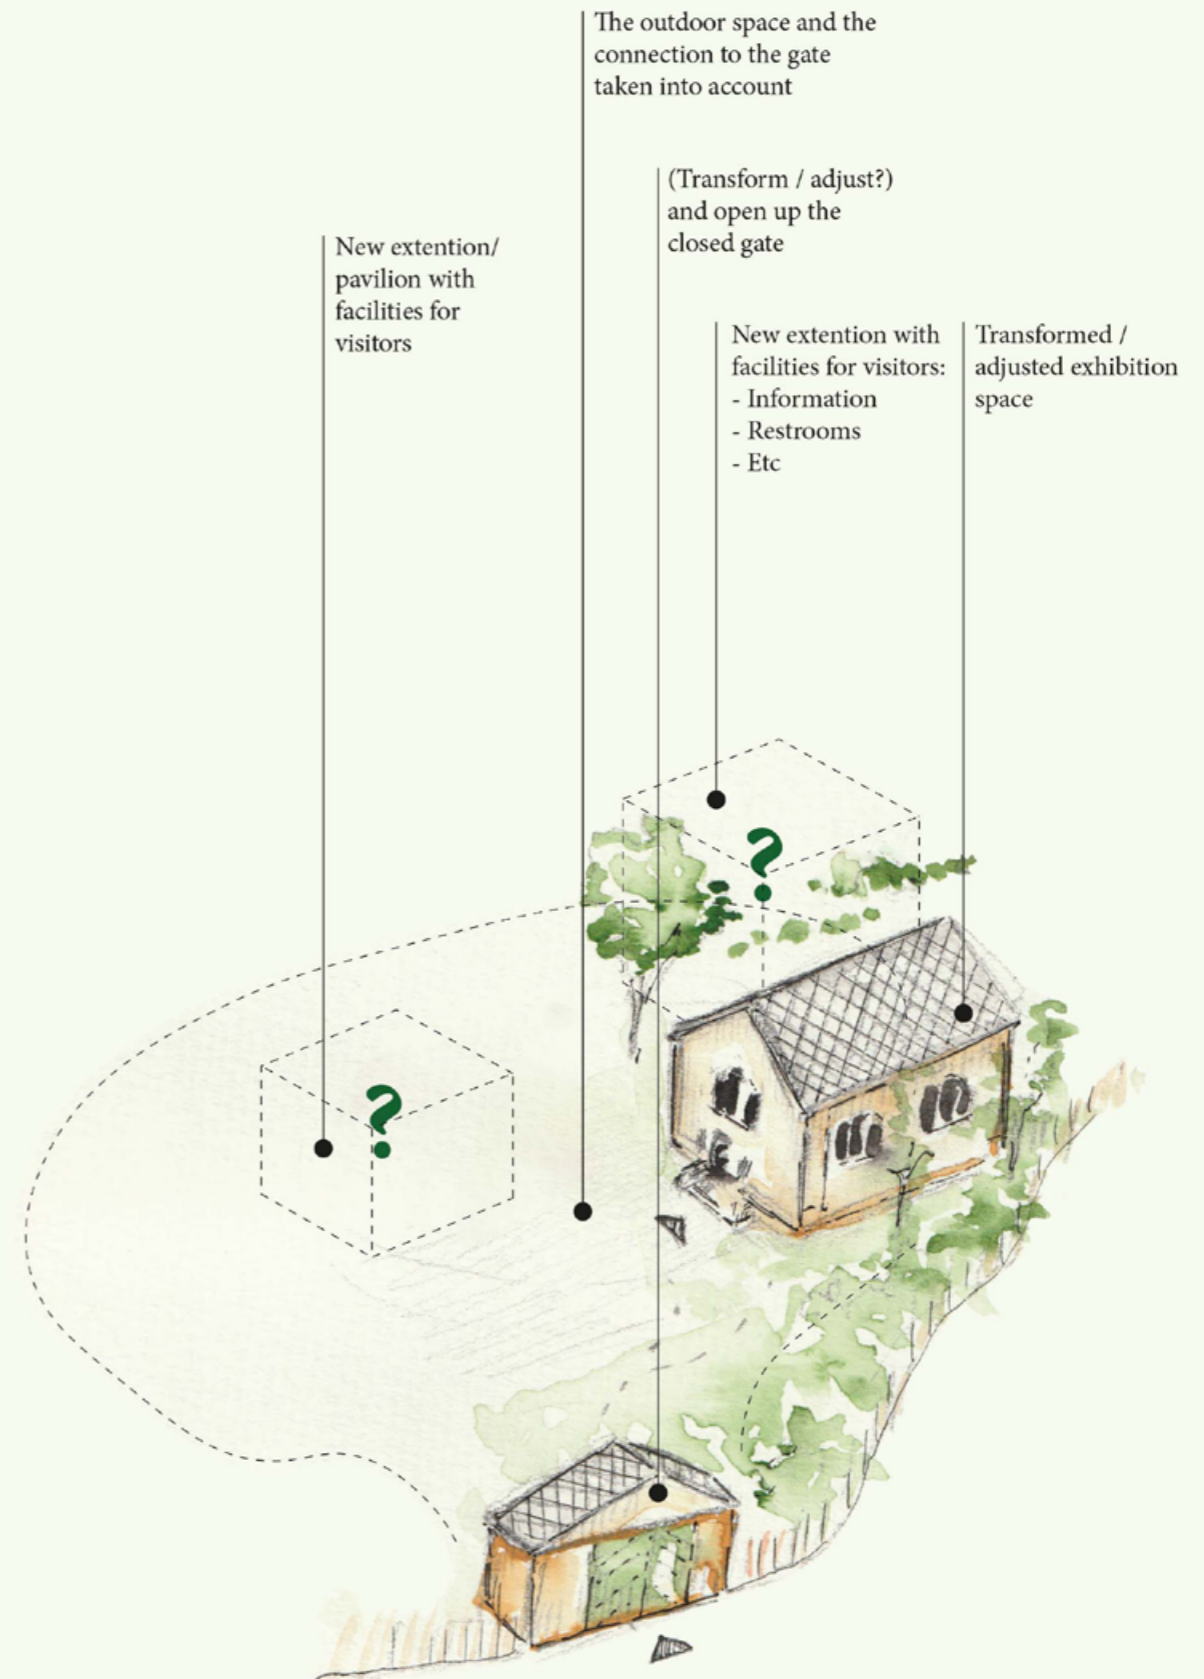 The outdoor space and the
connection to the gate
taken into account
(Transform / adjust?)
and open up the
closed gate
New extention/
pavilion with
facilities for
visitors
New extention with
facilities for visitors:
- Information
- Restrooms
- Etc
Transformed /
adjusted exhibition
space
?
?